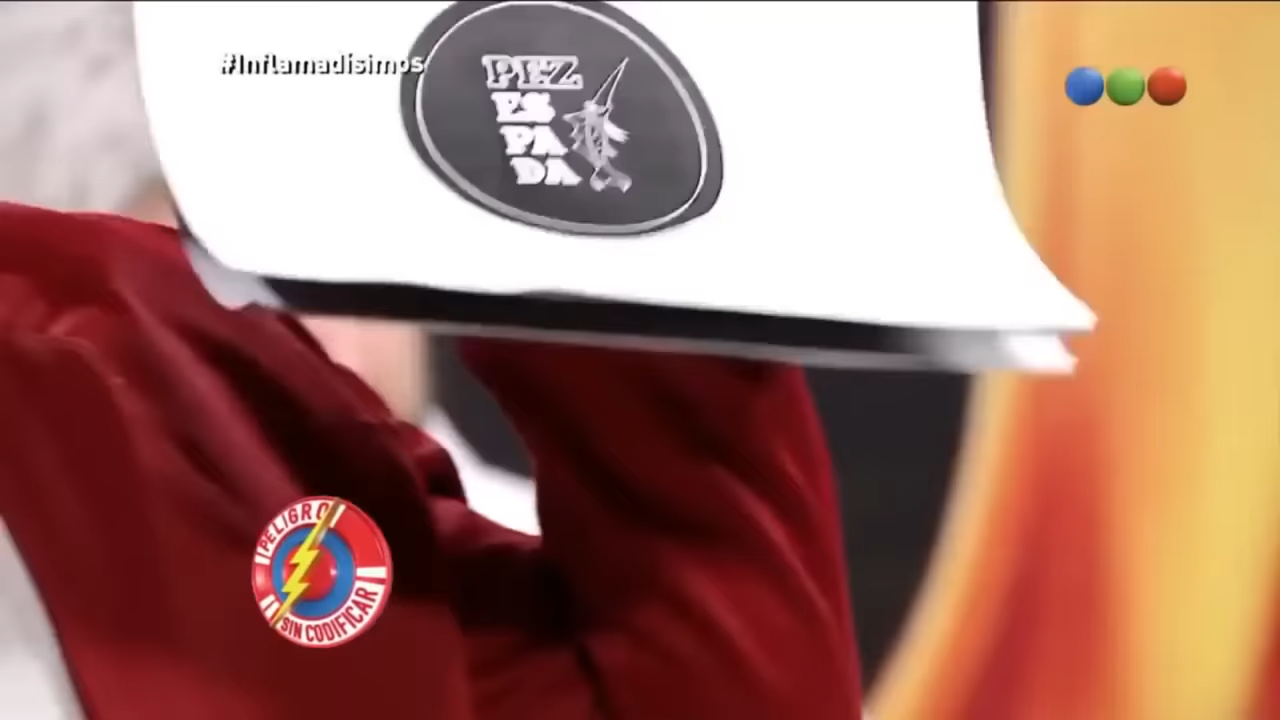 #Inflamadisimos
PEZ
ES
PA
DA
PELIGRO
SIN CODIFICAR